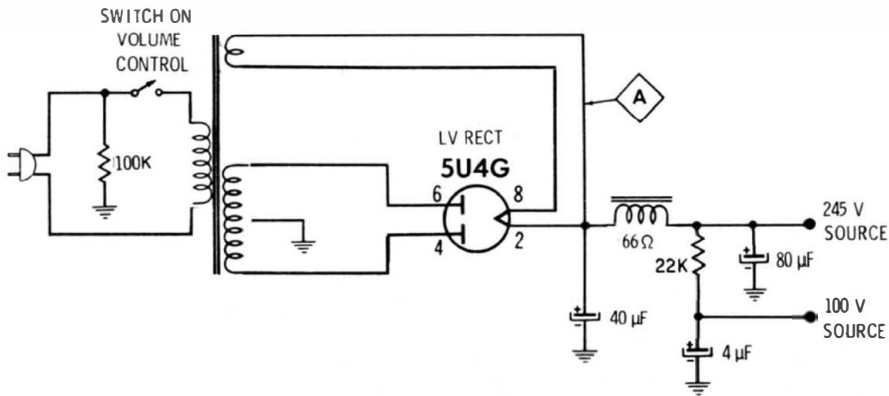 SWITCH ON
VOLUME
CONTROL
A
LV RECT
5U4G
100K
6
8
4
2
245 V
SOURCE
66Ω
22K
80 µF
100 V
SOURCE
40 µF
4 µF